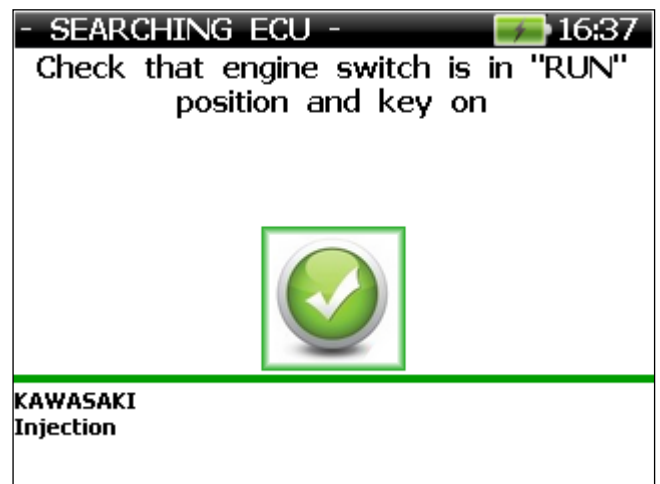 - SEARCHING ECU -
16:37
Check that engine switch is in "RUN"
position and key on
KAWASAKI
Injection